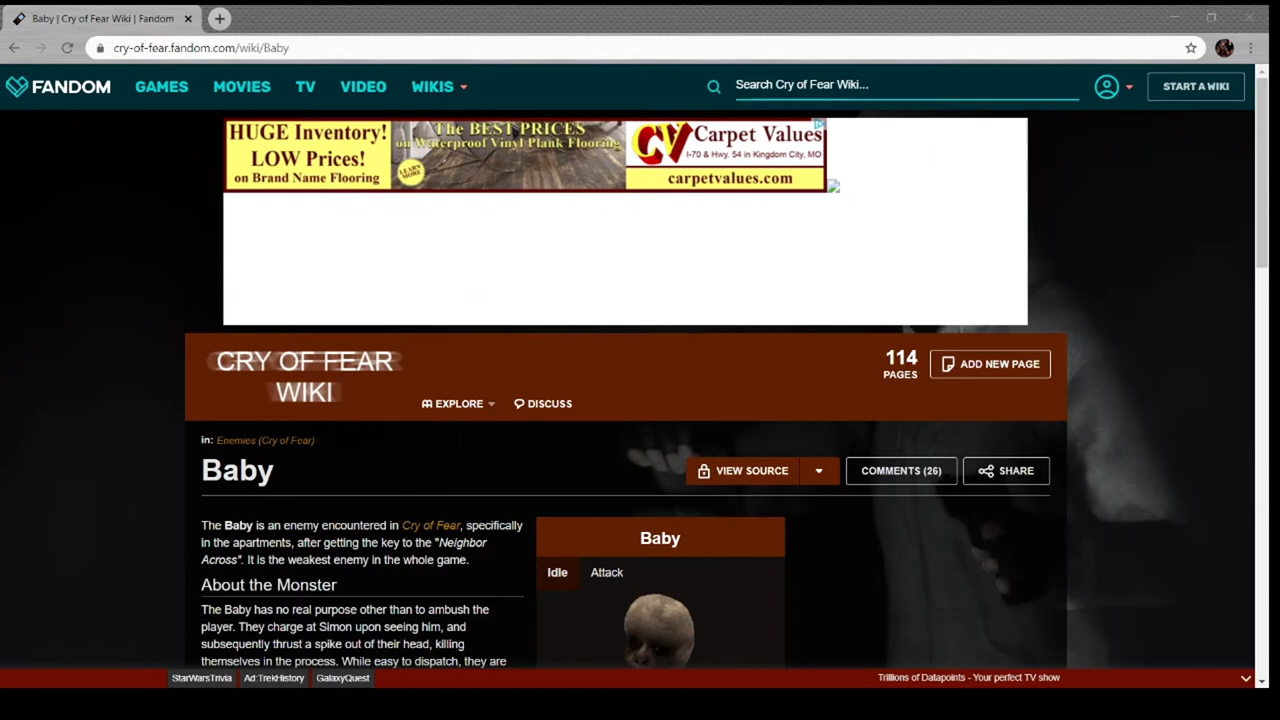 Baby | Cry of Fear Wiki | Fandom
cry-of-fear.fandom.com/wiki/Baby
FANDOM GAMES MOVIES TV VIDEO WIKIS Search Cry of Fear Wiki... START A WIKI
HUGE Inventory!
LOW Prices!
on Brand Name Flooring
The BEST PRICES
on Waterproof Vinyl Plank Flooring
LEARN MORE
CV Carpet Values
I-70 & Hwy. 54 in Kingdom City, MO
carpetvalues.com
CRY OF FEAR
WIKI
EXPLORE DISCUSS
114
PAGES
ADD NEW PAGE
in: Enemies (Cry of Fear)
Baby
VIEW SOURCE COMMENTS (26) SHARE
The Baby is an enemy encountered in Cry of Fear, specifically
in the apartments, after getting the key to the "Neighbor
Across". It is the weakest enemy in the whole game.
About the Monster
The Baby has no real purpose other than to ambush the
player. They charge at Simon upon seeing him, and
subsequently thrust a spike out of their head, killing
themselves in the process. While easy to dispatch, they are
Baby
Idle Attack
StarWarsTrivia Ad:TrekHistory GalaxyQuest Trillions of Datapoints - Your perfect TV show